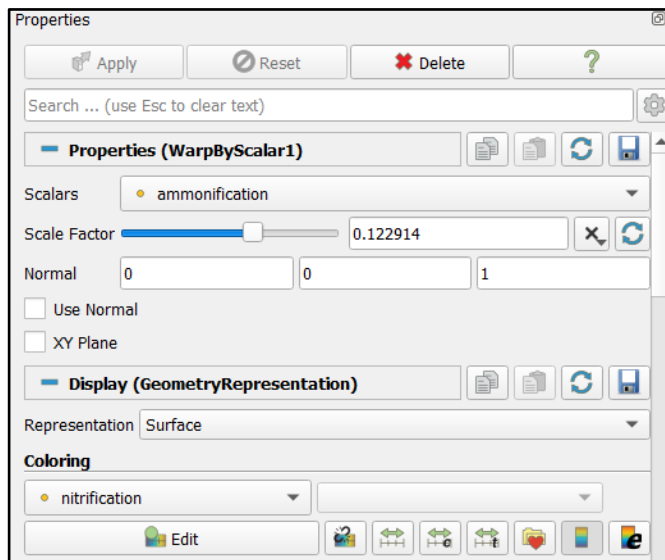 Properties
Apply Reset Delete ?
Search ... (use Esc to clear text)
Properties (WarpByScalar1)
Scalars ammonification
Scale Factor 0.122914 X
Normal 0 0 1
Use Normal
XY Plane
Display (GeometryRepresentation)
Representation Surface
Coloring
nitrification
Edit ? c t e